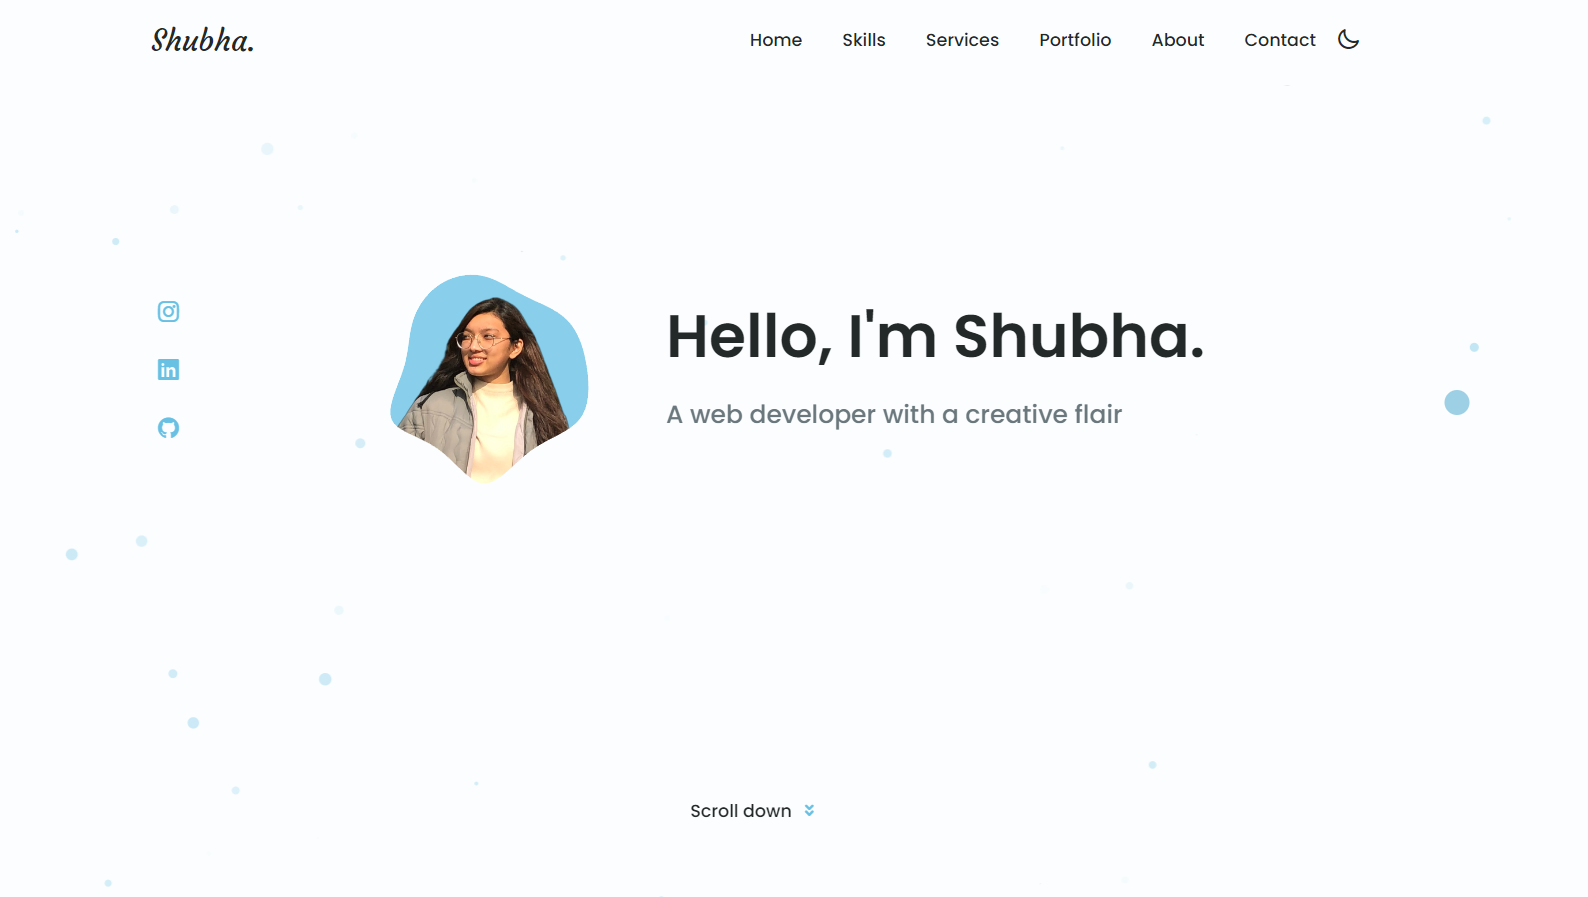 Shubha.
Home Skills Services Portfolio About Contact
Hello, I'm Shubha.
A web developer with a creative flair
Scroll down